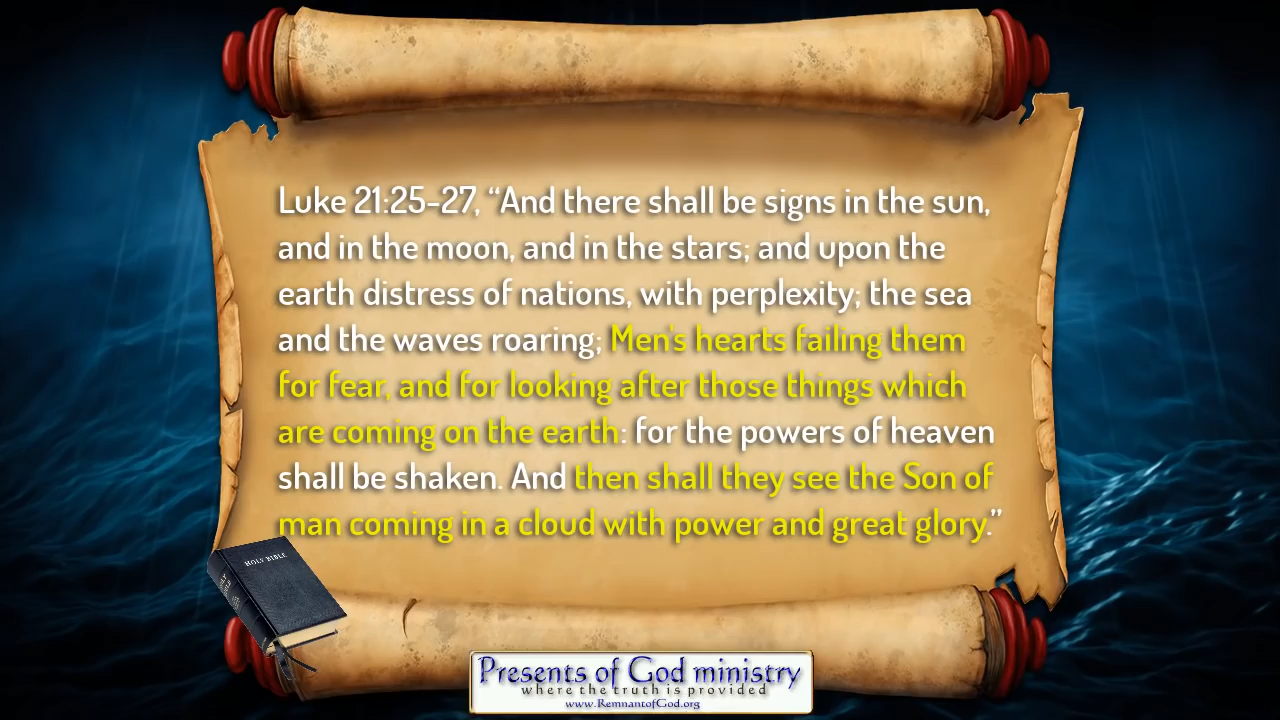 Luke 21:25-27, “And there shall be signs in the sun,
and in the moon, and in the stars; and upon the
earth distress of nations, with perplexity; the sea
and the waves roaring; Men's hearts failing them
for fear, and for looking after those things which
are coming on the earth: for the powers of heaven
shall be shaken. And then shall they see the Son of
man coming in a cloud with power and great glory.”
HOLY BIBLE
Presents of God ministry
where the truth is provided
www.RemnantofGod.org